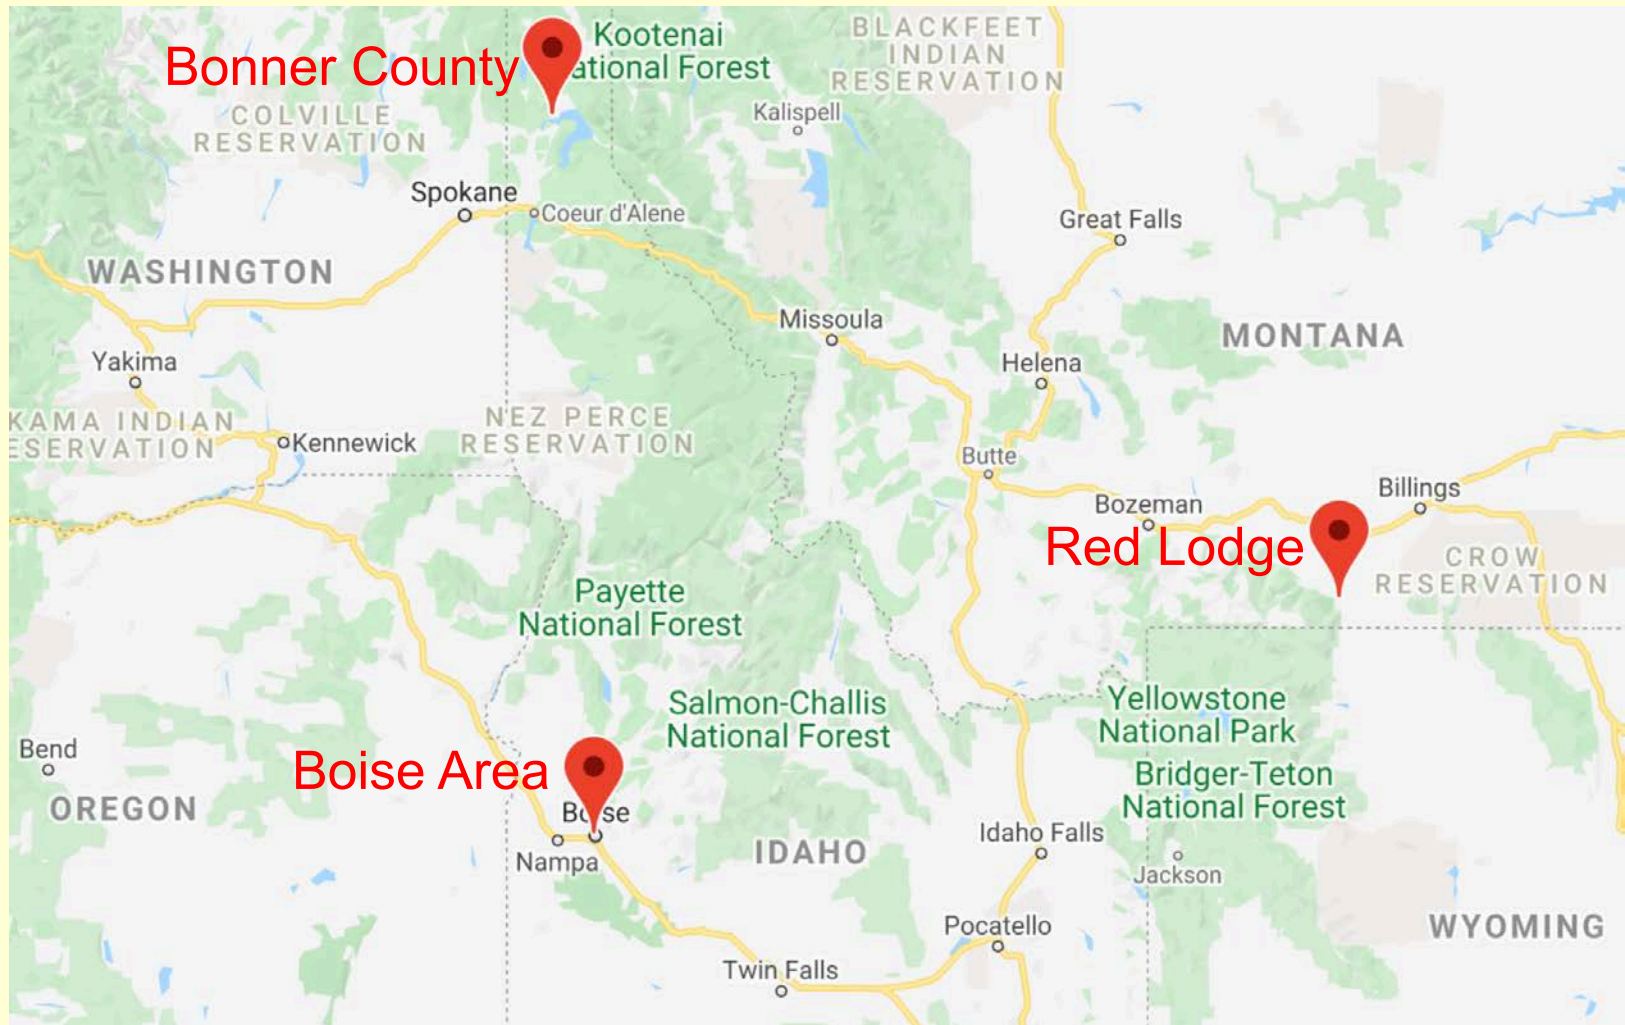 Bonner County
Kootenai
ational Forest
BLACKFEET
INDIAN
RESERVATION
COLVILLE
RESERVATION
Kalispell
Spokane
Coeur d'Alene
Great Falls
WASHINGTON
Missoula
MONTANA
Yakima
Helena
KAMA INDIAN
ESERVATION
Kennewick
NEZ PERCE
RESERVATION
Butte
Bozeman
Billings
Red Lodge
CROW
RESERVATION
Payette
National Forest
Salmon-Challis
National Forest
Yellowstone
National Park
Bend
Boise Area
Bridger-Teton
National Forest
OREGON
Boise
Nampa
IDAHO
Idaho Falls
Jackson
Pocatello
WYOMING
Twin Falls